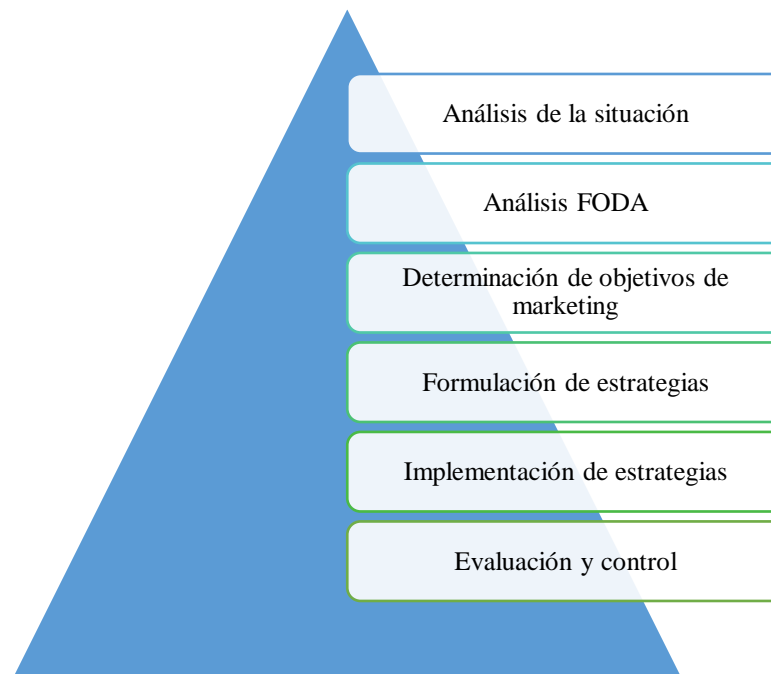 Análisis de la situación
Análisis FODA
Determinación de objetivos de
marketing
Formulación de estrategias
Implementación de estrategias
Evaluación y control